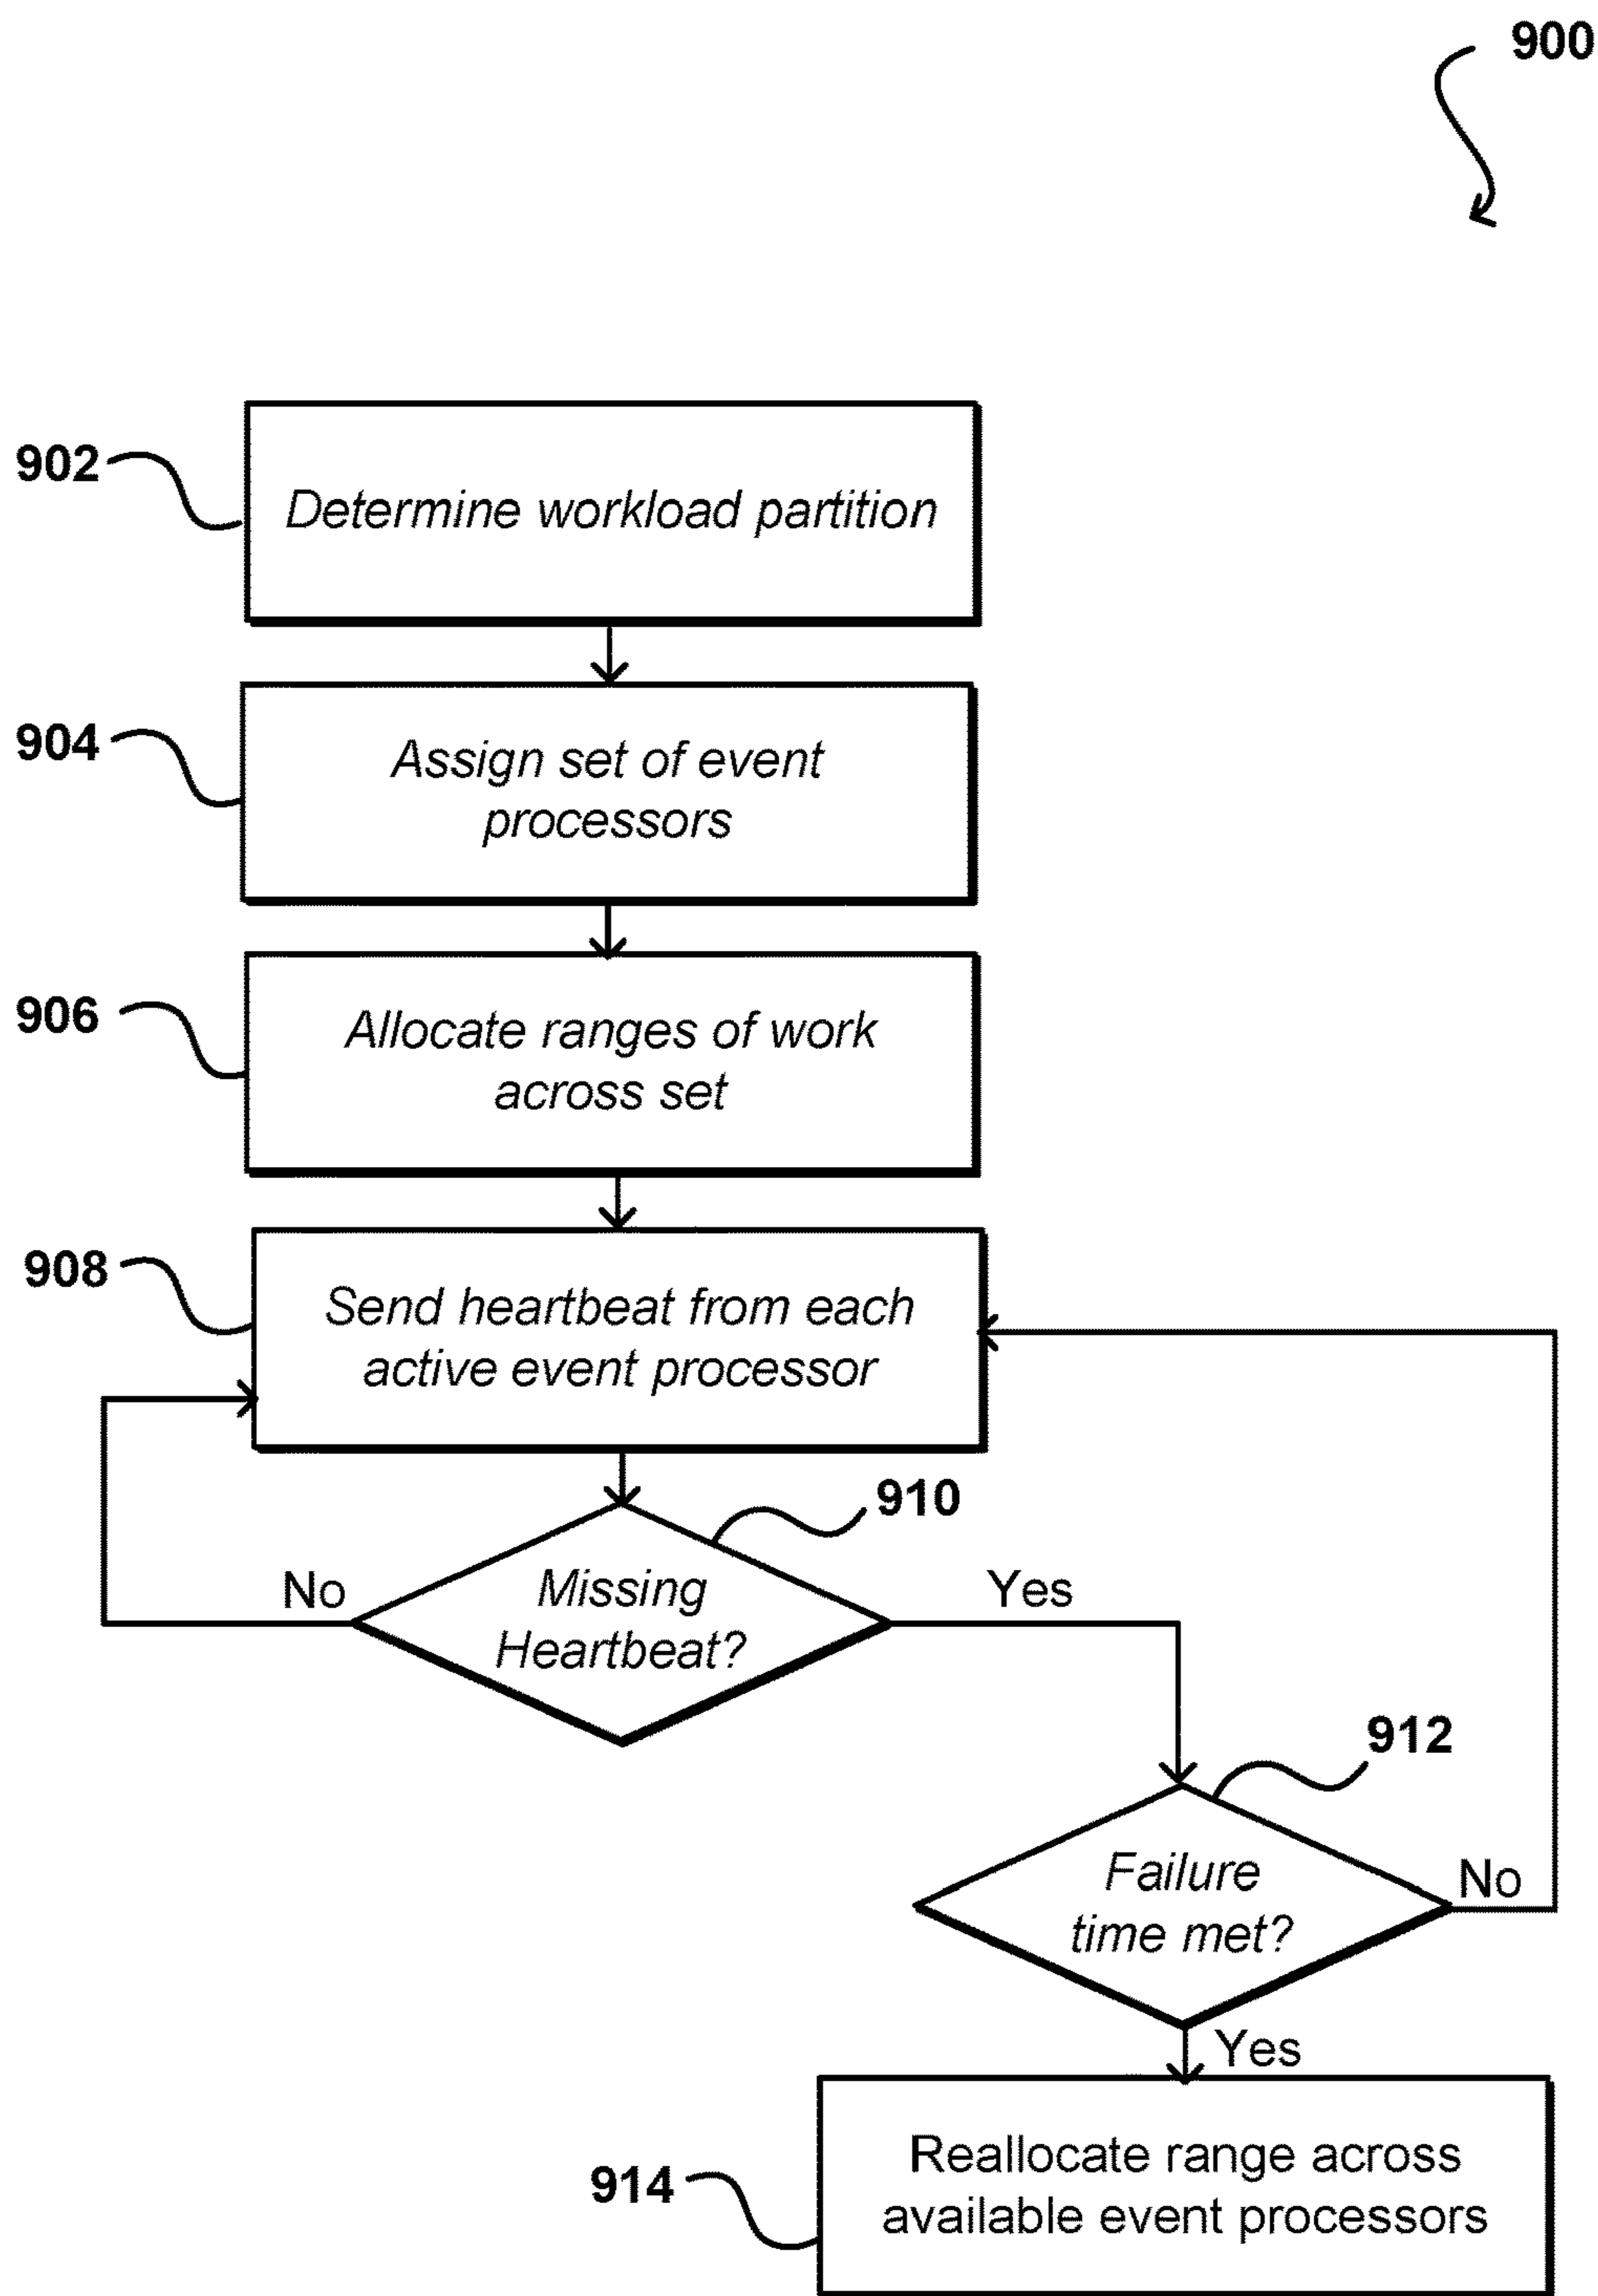 900
902
Determine workload partition
904
Assign set of event
processors
906
Allocate ranges of work
across set
908
Send heartbeat from each
active event processor
910
No
Missing
Heartbeat?
Yes
912
Failure
time met?
No
Yes
914
Reallocate range across
available event processors